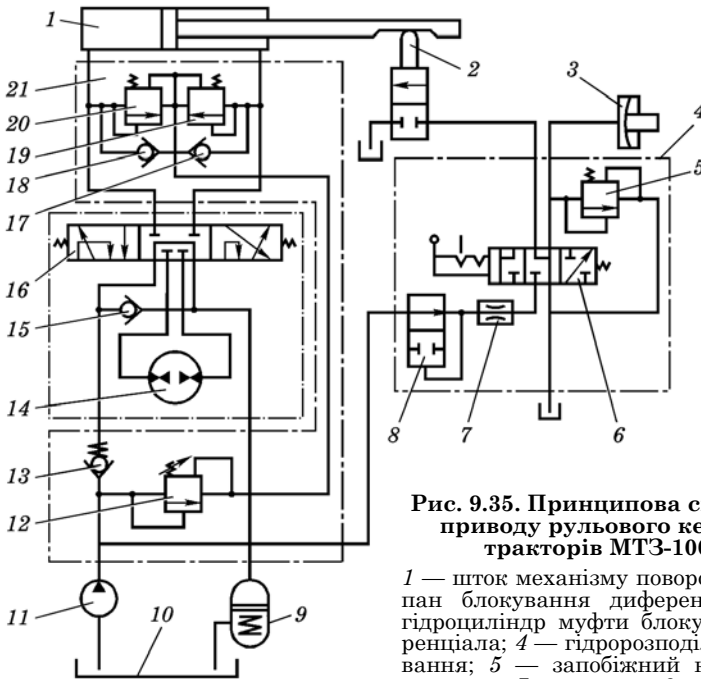 1
2
3
4
5
6
7
8
9
10
11
12
13
14
15
16
17
18
19
20
21
Рис. 9.35. Принципова с
приводу рульового ке
тракторів МТЗ-100
1 — шток механізму поворо
пан блокування диферен
гідроциліндр муфти блоку
ренціала; 4 — гідророзподіл
вання; 5 — запобіжний к